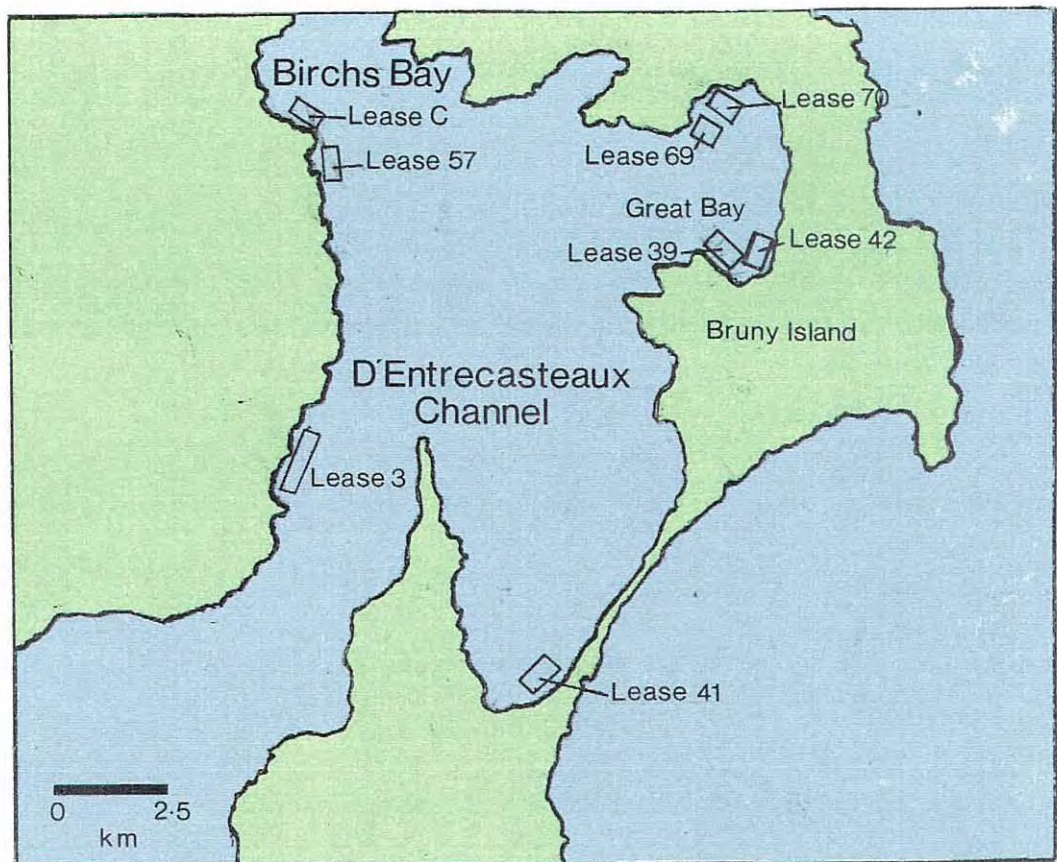 Birchs Bay
Lease C
Lease 57
Lease 70
Lease 69
Great Bay
Lease 39
Lease 42
Bruny Island
D'Entrecasteaux
Channel
Lease 3
Lease 41
0 2·5
km